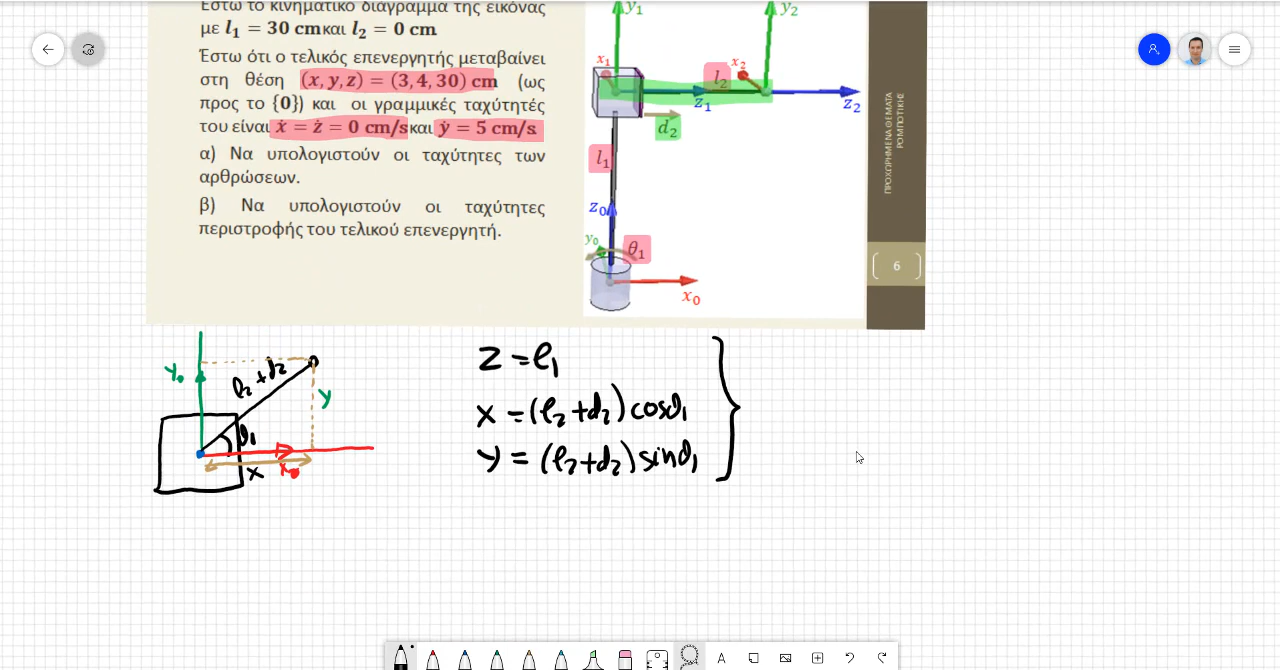 Έστω το κινηματικό διάγραμμα της εικόνας
με l₁ = 30 cm και l₂ = 0 cm
Έστω ότι ο τελικός επενεργητής μεταβαίνει
στη θέση (x, y, z) = (3, 4, 30) cm (ως
προς το {0}) και οι γραμμικές ταχύτητές
του είναι ẋ = ż = 0 cm/s και ẏ = 5 cm/s.
α) Να υπολογιστούν οι ταχύτητες των
αρθρώσεων.
β) Να υπολογιστούν οι ταχύτητες
περιστροφής του τελικού επενεργητή.
y₁
y₂
x₁
x₂
l₂
z₁
z₂
d₂
l₁
z₀
y₀
θ₁
x₀
ΠΡΟΧΩΡΗΜΕΝΑ ΘΕΜΑΤΑ
ΡΟΜΠΟΤΙΚΗΣ
6
y₀
l₂+d₂
y
θ₁
x
x₀
z = l₁
x = (l₂+d₂) cosθ₁
y = (l₂+d₂) sinθ₁
A